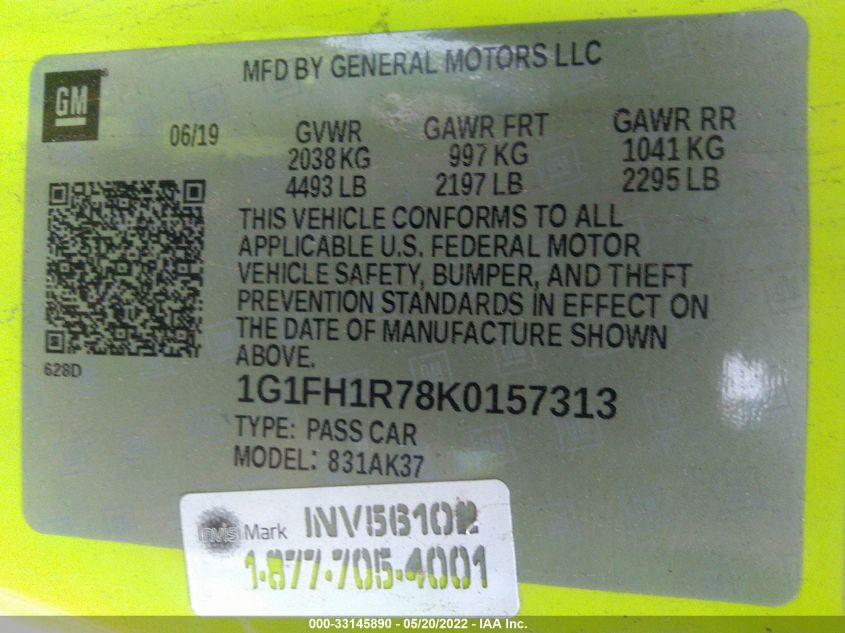 MFD BY GENERAL MOTORS LLC
GM
06/19 GVWR GAWR FRT GAWR RR
2038 KG 997 KG 1041 KG
4493 LB 2197 LB 2295 LB
THIS VEHICLE CONFORMS TO ALL
APPLICABLE U.S. FEDERAL MOTOR
VEHICLE SAFETY, BUMPER, AND THEFT
PREVENTION STANDARDS IN EFFECT ON
THE DATE OF MANUFACTURE SHOWN
ABOVE.
628D
1G1FH1R78K0157313
TYPE: PASS CAR
MODEL: 831AK37
INVIS Mark INV56102
1-877-705-4001
000-33145890 - 05/20/2022 - IAA Inc.